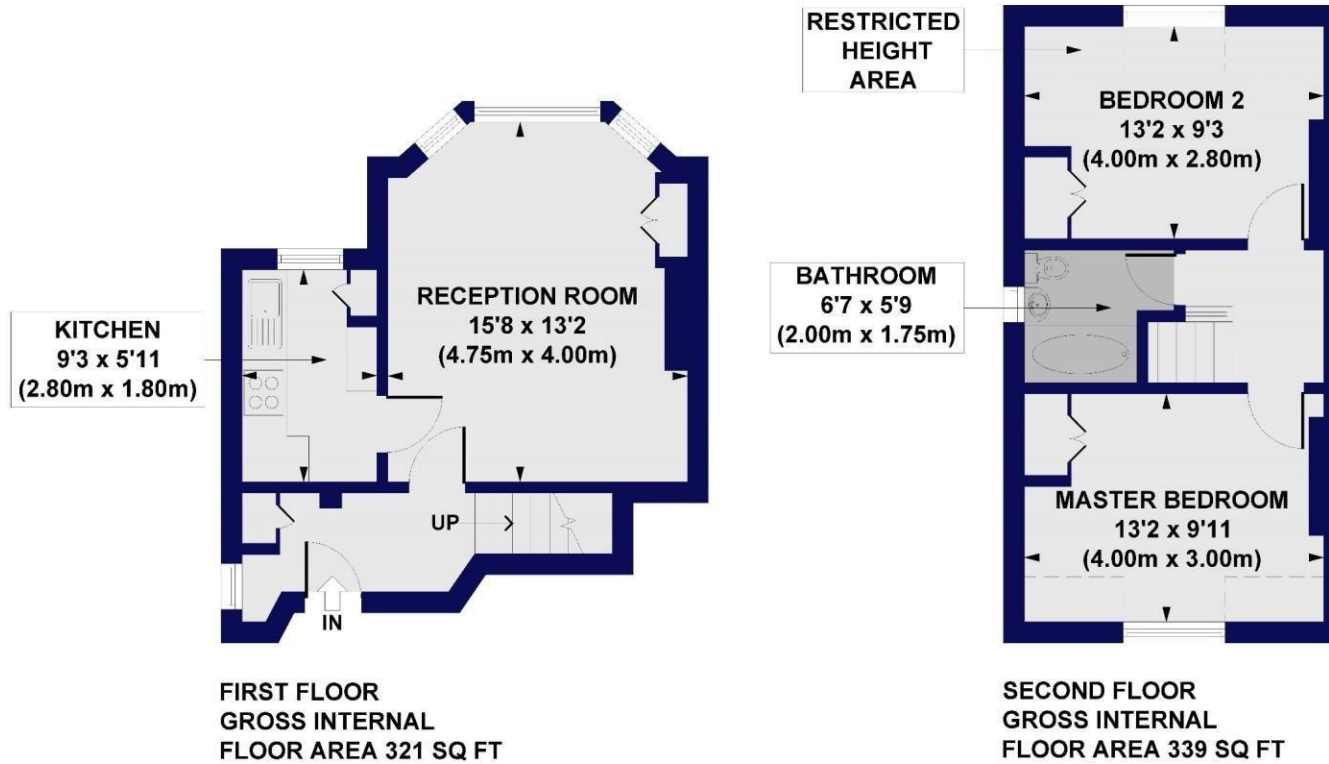 RESTRICTED
HEIGHT
AREA
BEDROOM 2
13'2 x 9'3
(4.00m x 2.80m)
KITCHEN
9'3 x 5'11
(2.80m x 1.80m)
RECEPTION ROOM
15'8 x 13'2
(4.75m x 4.00m)
BATHROOM
6'7 x 5'9
(2.00m x 1.75m)
UP
IN
MASTER BEDROOM
13'2 x 9'11
(4.00m x 3.00m)
FIRST FLOOR
GROSS INTERNAL
FLOOR AREA 321 SQ FT
SECOND FLOOR
GROSS INTERNAL
FLOOR AREA 339 SQ FT